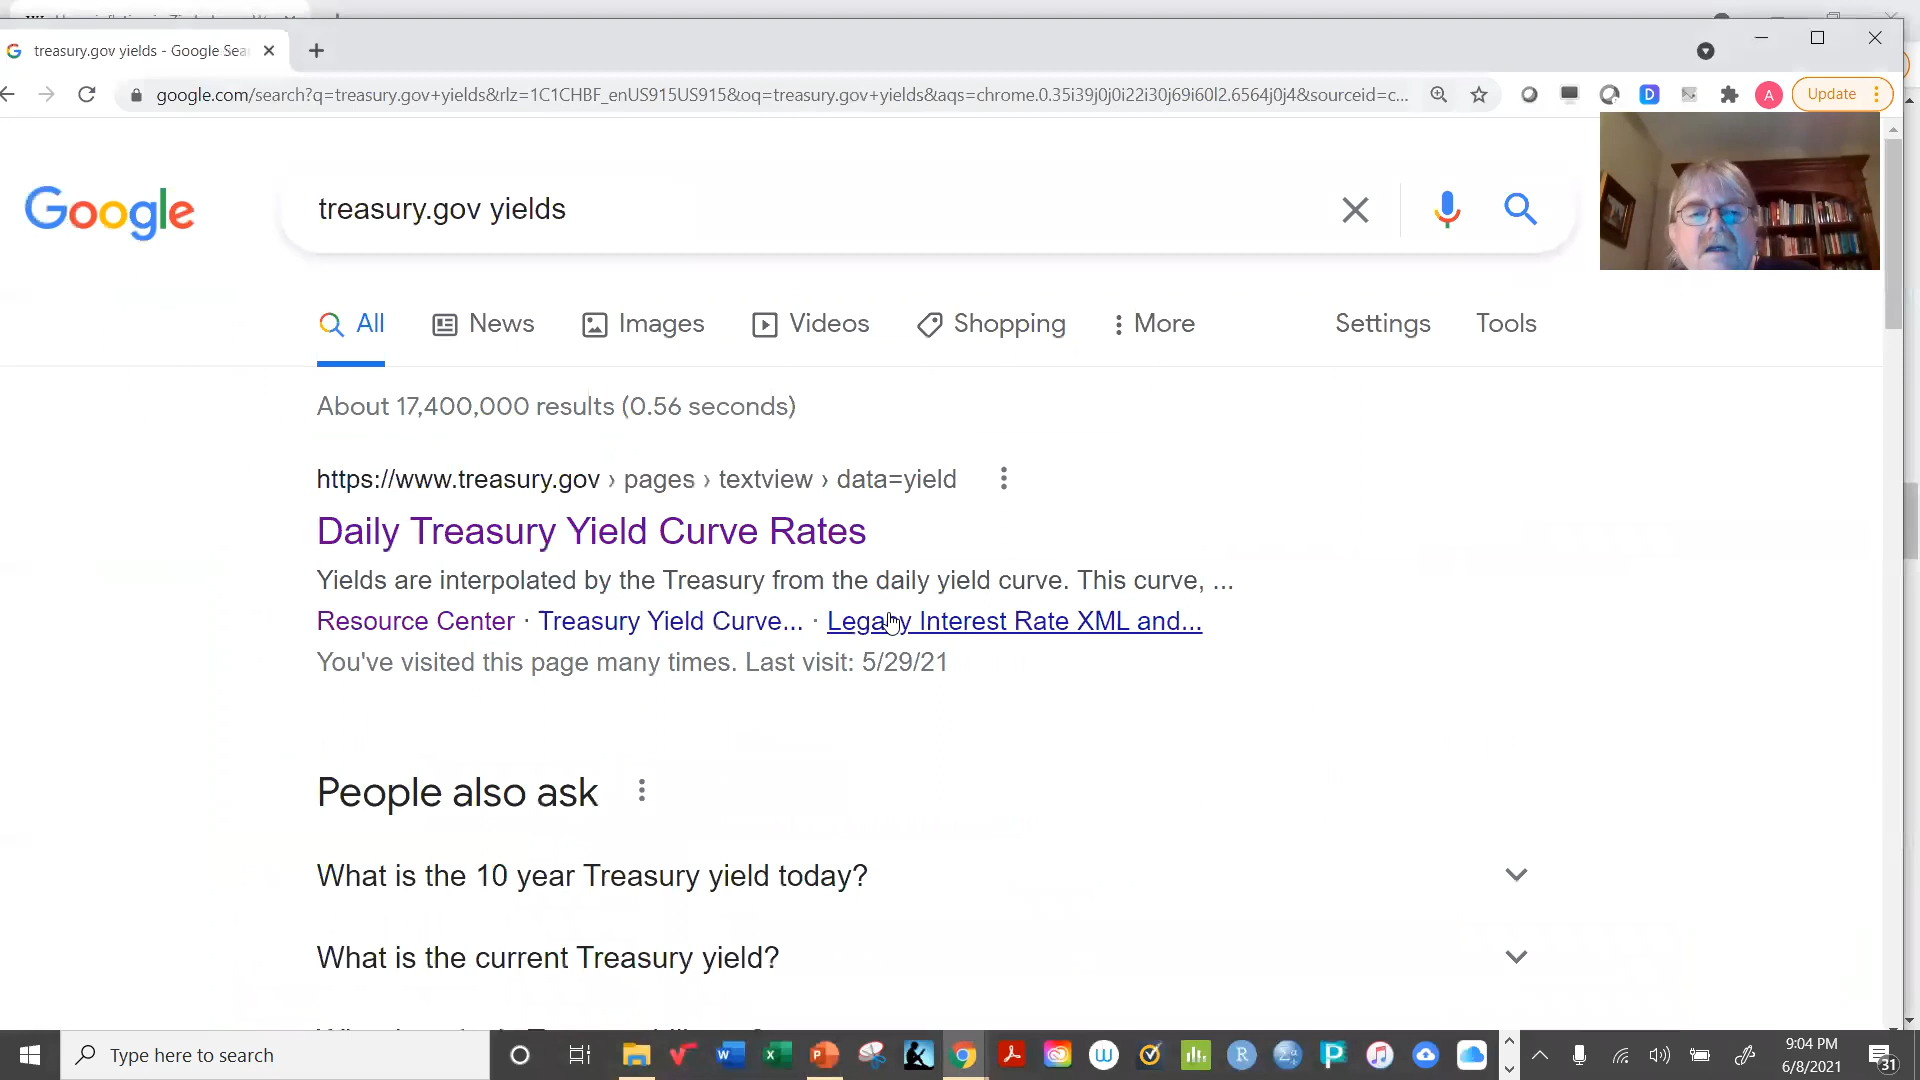 treasury.gov yields - Google Sea
google.com/search?q=treasury.gov+yields&rlz=1C1CHBF_enUS915US915&oq=treasury.gov+yields&aqs=chrome.0.35i39j0j0i22i30j69i60l2.6564j0j4&sourceid=c...
D
A
Update
Google
treasury.gov yields
All
News
Images
Videos
Shopping
More
Settings
Tools
About 17,400,000 results (0.56 seconds)
https://www.treasury.gov › pages › textview › data=yield
Daily Treasury Yield Curve Rates
Yields are interpolated by the Treasury from the daily yield curve. This curve, ...
Resource Center · Treasury Yield Curve... · Legacy Interest Rate XML and...
You've visited this page many times. Last visit: 5/29/21
People also ask
What is the 10 year Treasury yield today?
What is the current Treasury yield?
Type here to search
9:04 PM
6/8/2021
31